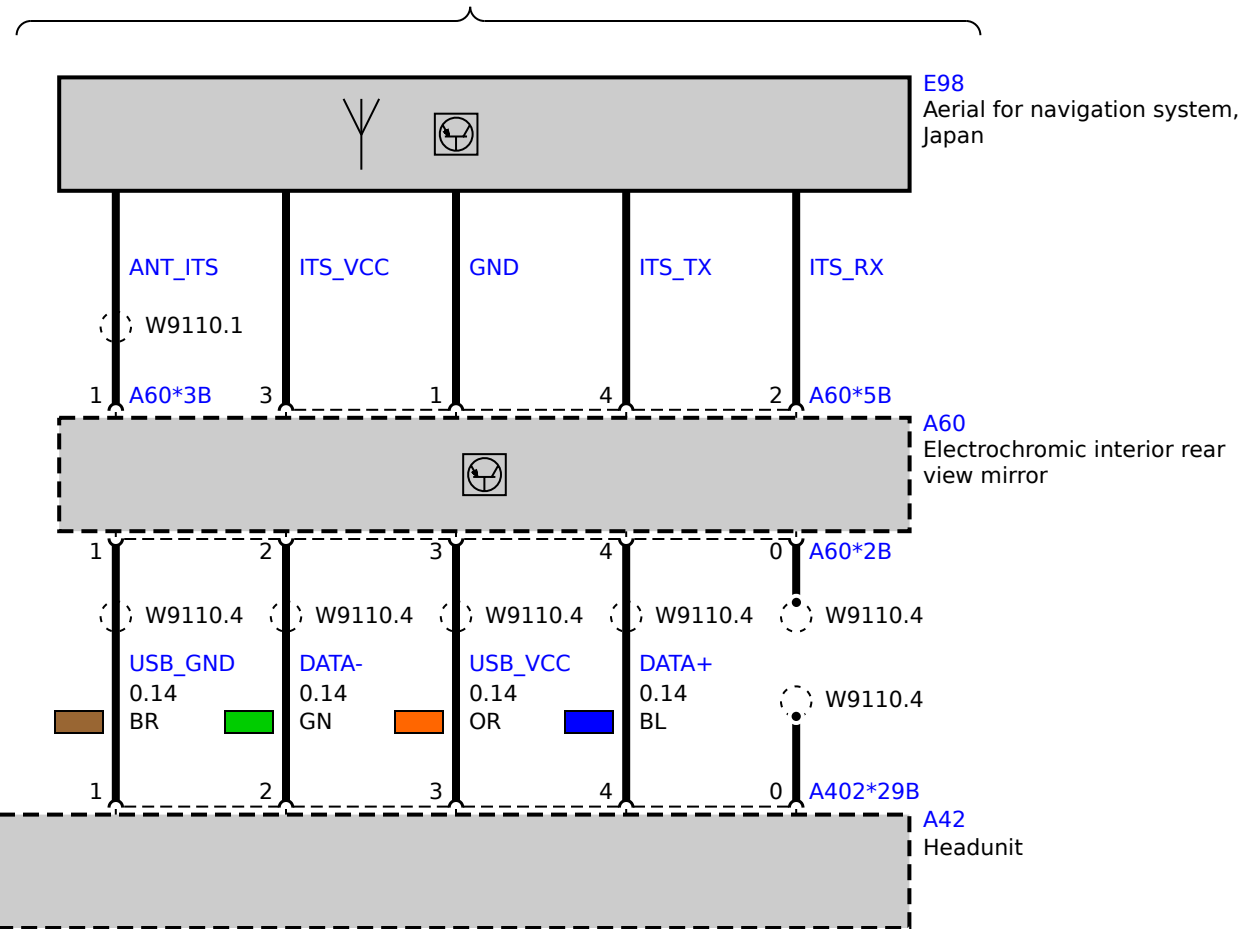 E98
Aerial for navigation system,
Japan
ANT_ITS ITS_VCC GND ITS_TX ITS_RX
W9110.1
1 A60*3B 3 1 4 2 A60*5B
A60
Electrochromic interior rear
view mirror
1 2 3 4 0 A60*2B
W9110.4 W9110.4 W9110.4 W9110.4 W9110.4
USB_GND DATA- USB_VCC DATA+
0.14 0.14 0.14 0.14
W9110.4
BR GN OR BL
1 2 3 4 0 A402*29B
A42
Headunit